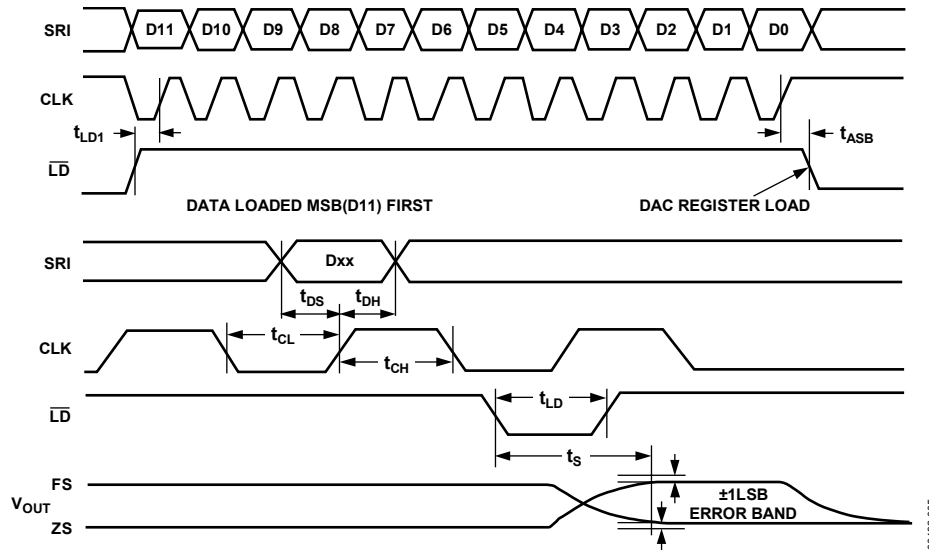 SRI D11 D10 D9 D8 D7 D6 D5 D4 D3 D2 D1 D0
CLK
tLD1 tASB
LD
DATA LOADED MSB(D11) FIRST DAC REGISTER LOAD
SRI Dxx
tDS tDH
CLK tCL tCH
LD tLD
tS
FS
VOUT ±1LSB
ERROR BAND
ZS